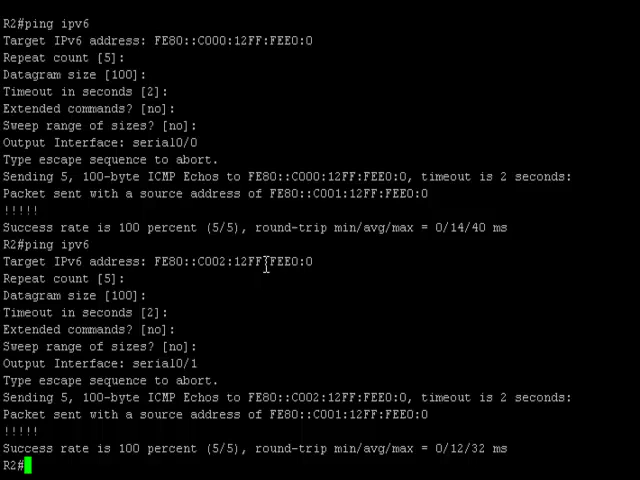 R2#ping ipv6
Target IPv6 address: FE80::C000:12FF:FEE0:0
Repeat count [5]:
Datagram size [100]:
Timeout in seconds [2]:
Extended commands? [no]:
Sweep range of sizes? [no]:
Output Interface: serial0/0
Type escape sequence to abort.
Sending 5, 100-byte ICMP Echos to FE80::C000:12FF:FEE0:0, timeout is 2 seconds:
Packet sent with a source address of FE80::C001:12FF:FEE0:0
!!!!!
Success rate is 100 percent (5/5), round-trip min/avg/max = 0/14/40 ms
R2#ping ipv6
Target IPv6 address: FE80::C002:12FF:FEE0:0
Repeat count [5]:
Datagram size [100]:
Timeout in seconds [2]:
Extended commands? [no]:
Sweep range of sizes? [no]:
Output Interface: serial0/1
Type escape sequence to abort.
Sending 5, 100-byte ICMP Echos to FE80::C002:12FF:FEE0:0, timeout is 2 seconds:
Packet sent with a source address of FE80::C001:12FF:FEE0:0
!!!!!
Success rate is 100 percent (5/5), round-trip min/avg/max = 0/12/32 ms
R2#